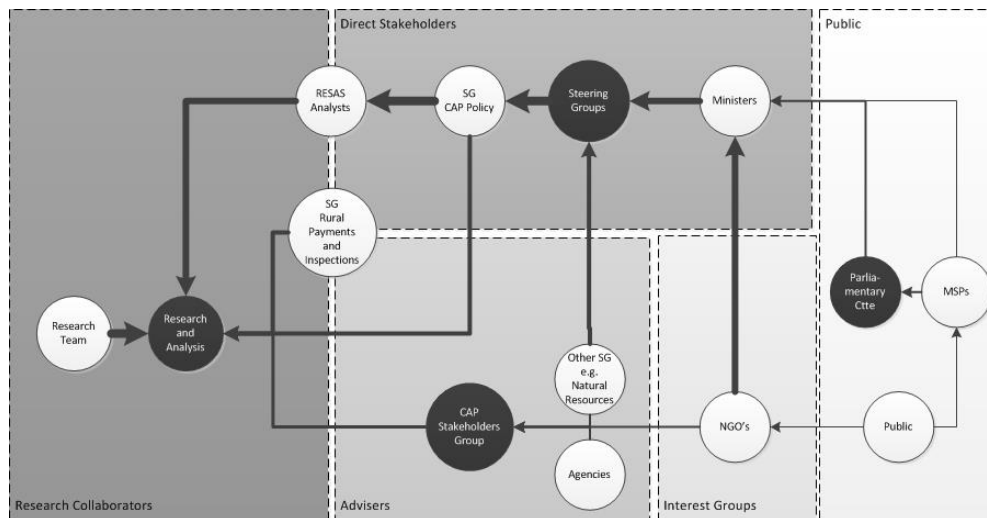 Direct Stakeholders
Public
RESAS
Analysts
SG
CAP Policy
Steering
Groups
Ministers
SG
Rural
Payments
and
Inspections
Parlia-
mentary
Ctte
MSPs
Research
Team
Research
and
Analysis
Other SG
e.g.
Natural
Resources
CAP
Stakeholders
Group
NGO's
Public
Agencies
Research Collaborators
Advisers
Interest Groups